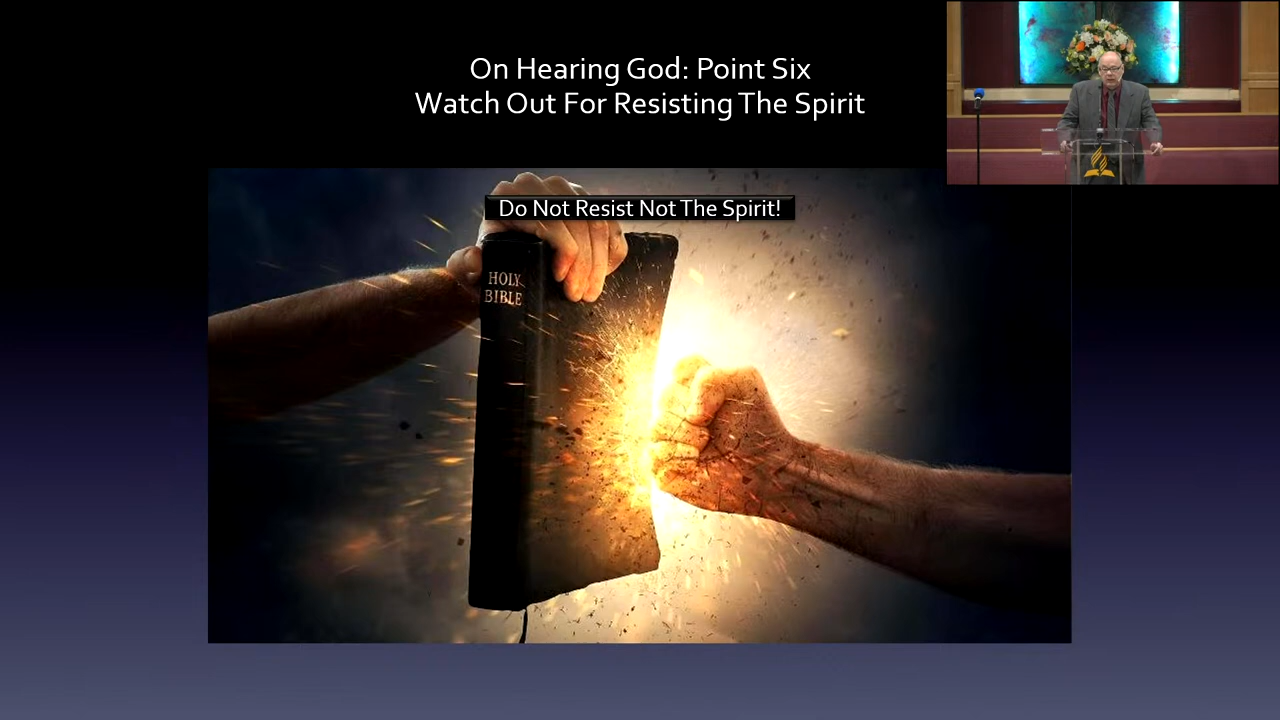 On Hearing God: Point Six
Watch Out For Resisting The Spirit
Do Not Resist Not The Spirit!
HOLY
BIBLE